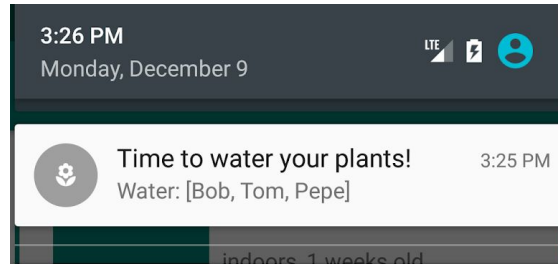 3:26 PM
LTE
Monday, December 9
Time to water your plants! 3:25 PM
Water: [Bob, Tom, Pepe]
indoors, 1 weeks old